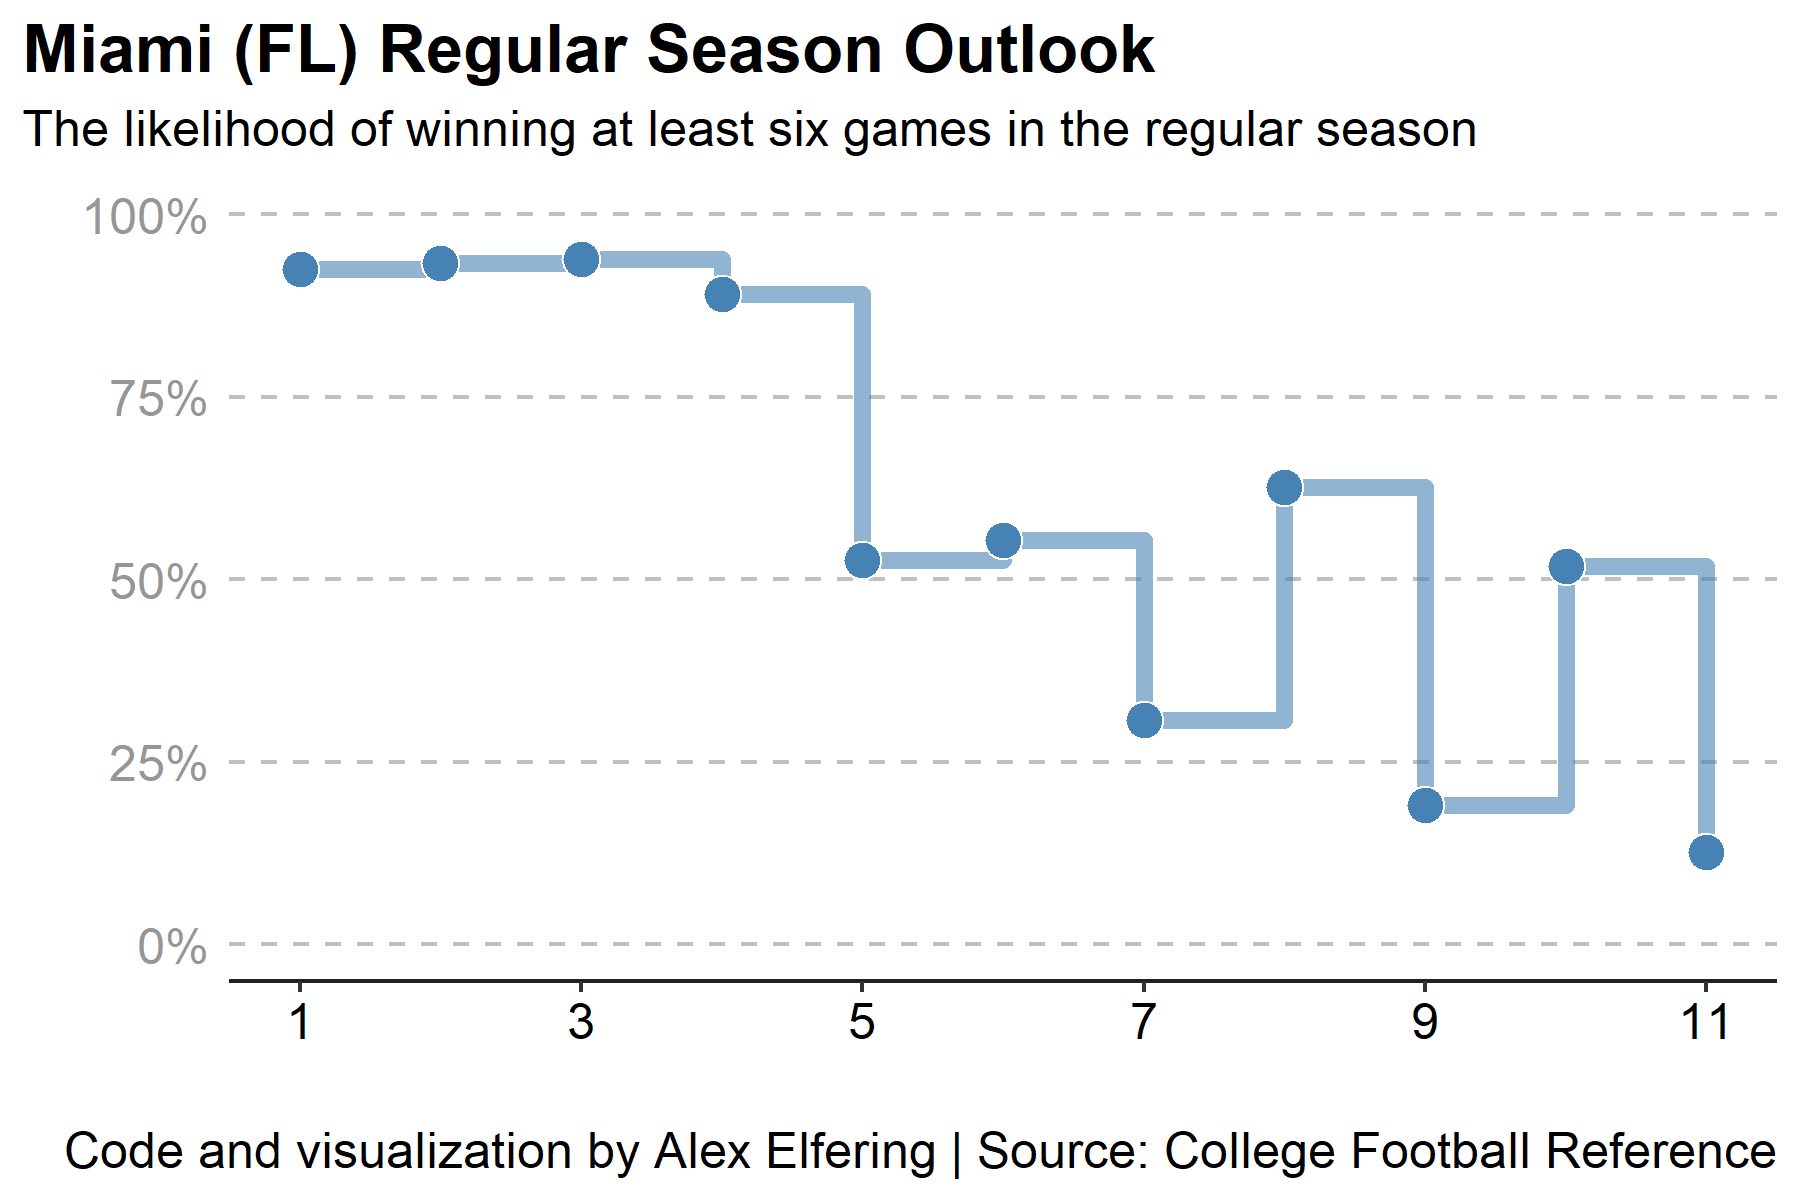 Miami (FL) Regular Season Outlook
The likelihood of winning at least six games in the regular season
100%
75%
50%
25%
0%
1 3 5 7 9 11
Code and visualization by Alex Elfering | Source: College Football Reference